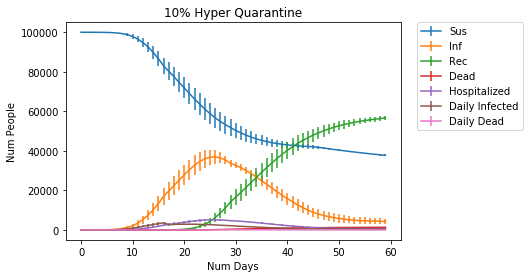 10% Hyper Quarantine
100000
80000
60000
40000
20000
0
Num People
0 10 20 30 40 50 60
Num Days
Sus
Inf
Rec
Dead
Hospitalized
Daily Infected
Daily Dead